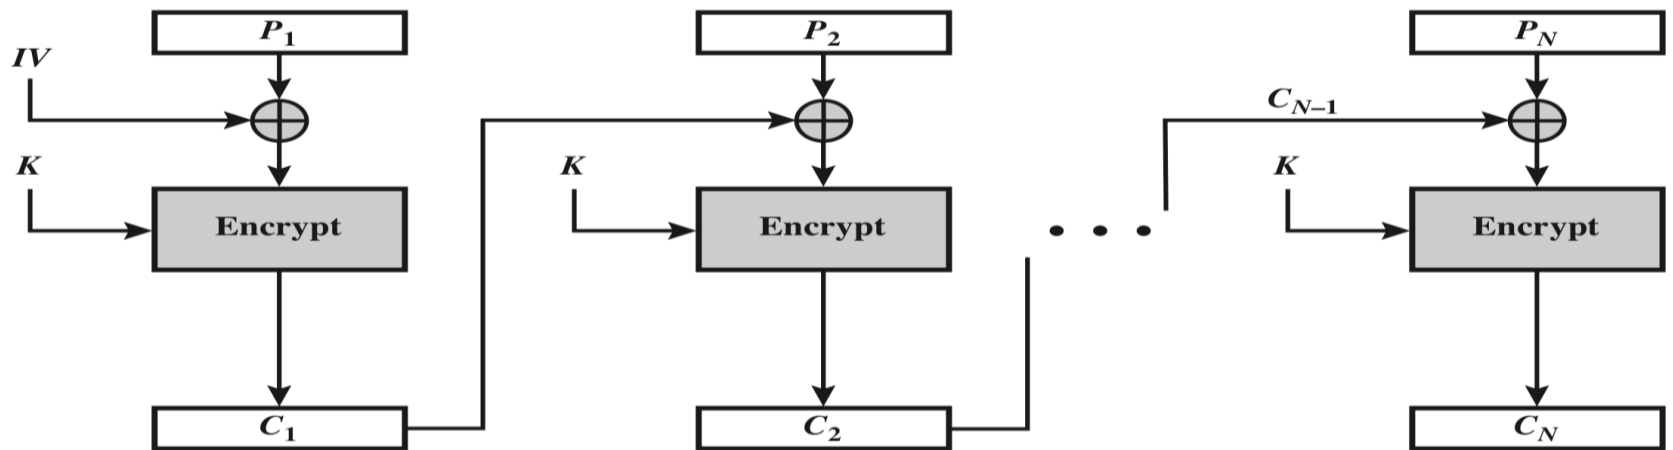 P1 P2 PN
IV
CN–1
K K K
Encrypt Encrypt Encrypt
C1 C2 CN